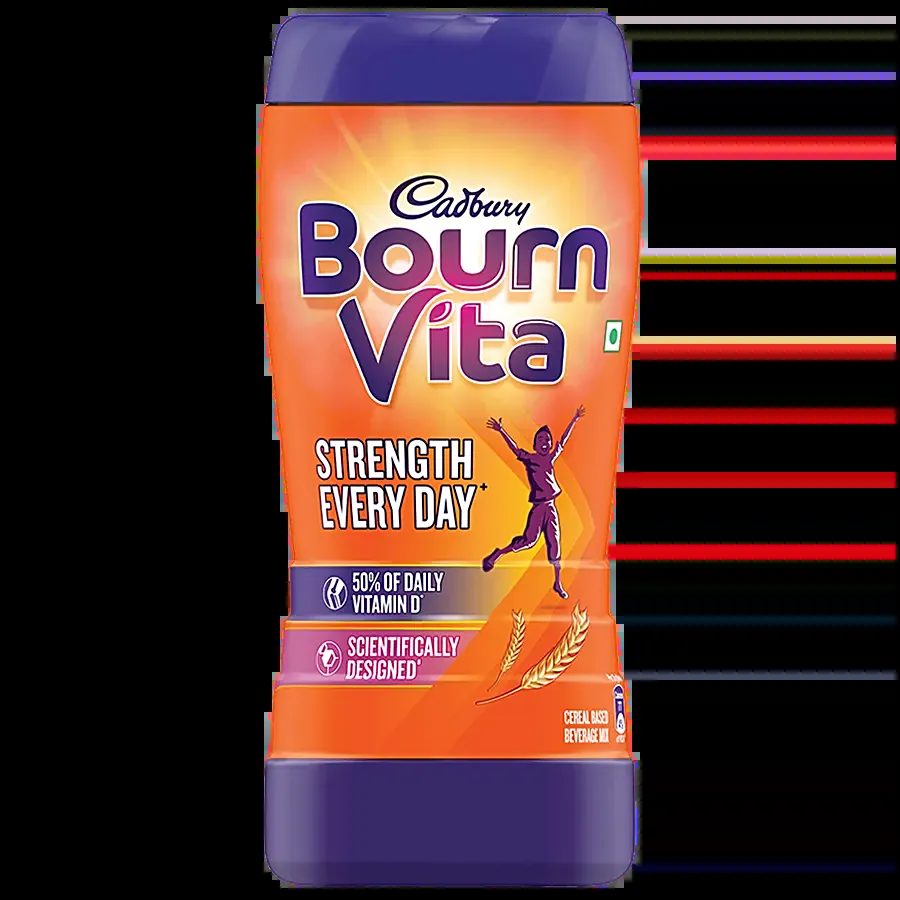 Cadbury
Bourn
Vita
STRENGTH
EVERY DAY+
50% OF DAILY
VITAMIN D*
SCIENTIFICALLY
DESIGNED#
CEREAL BASED
BEVERAGE MIX